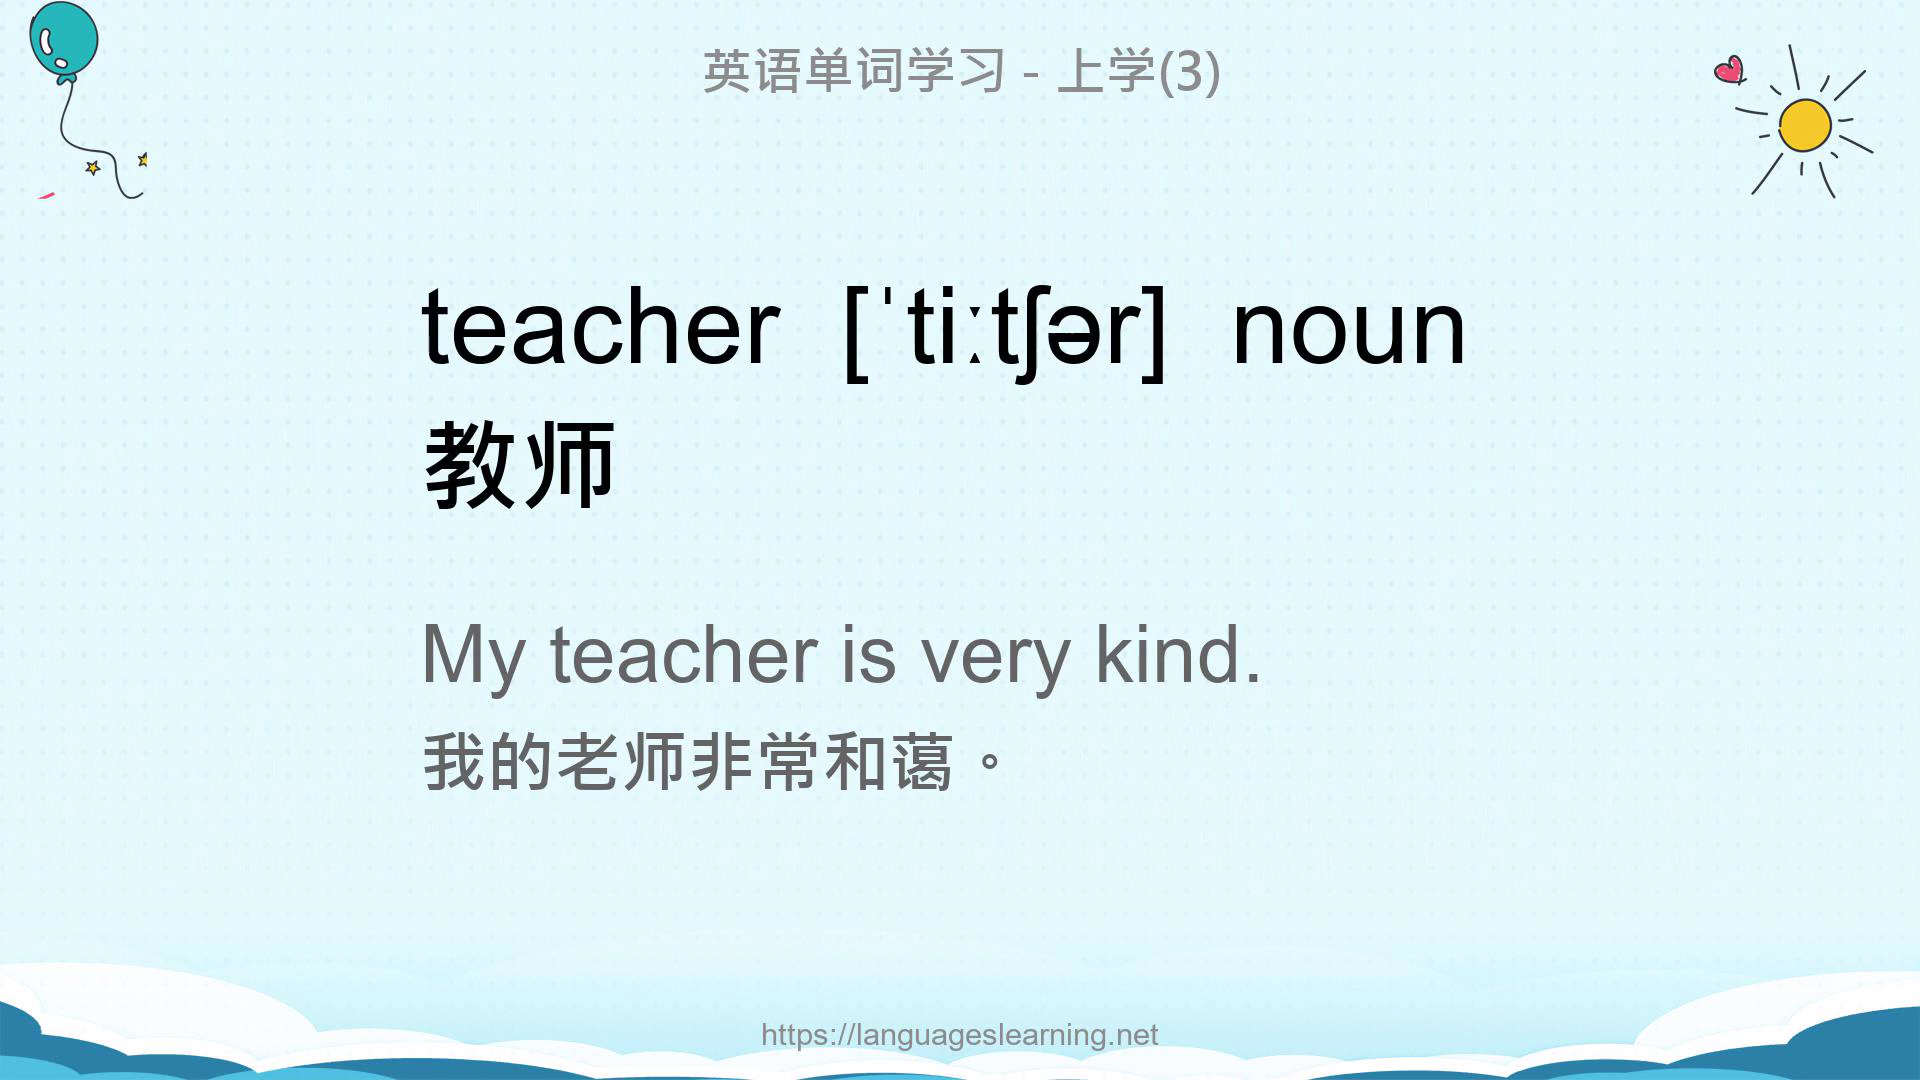 英语单词学习 - 上学(3)
teacher [ˈtiːtʃər] noun
教师
My teacher is very kind.
我的老师非常和蔼。
https://languageslearning.net